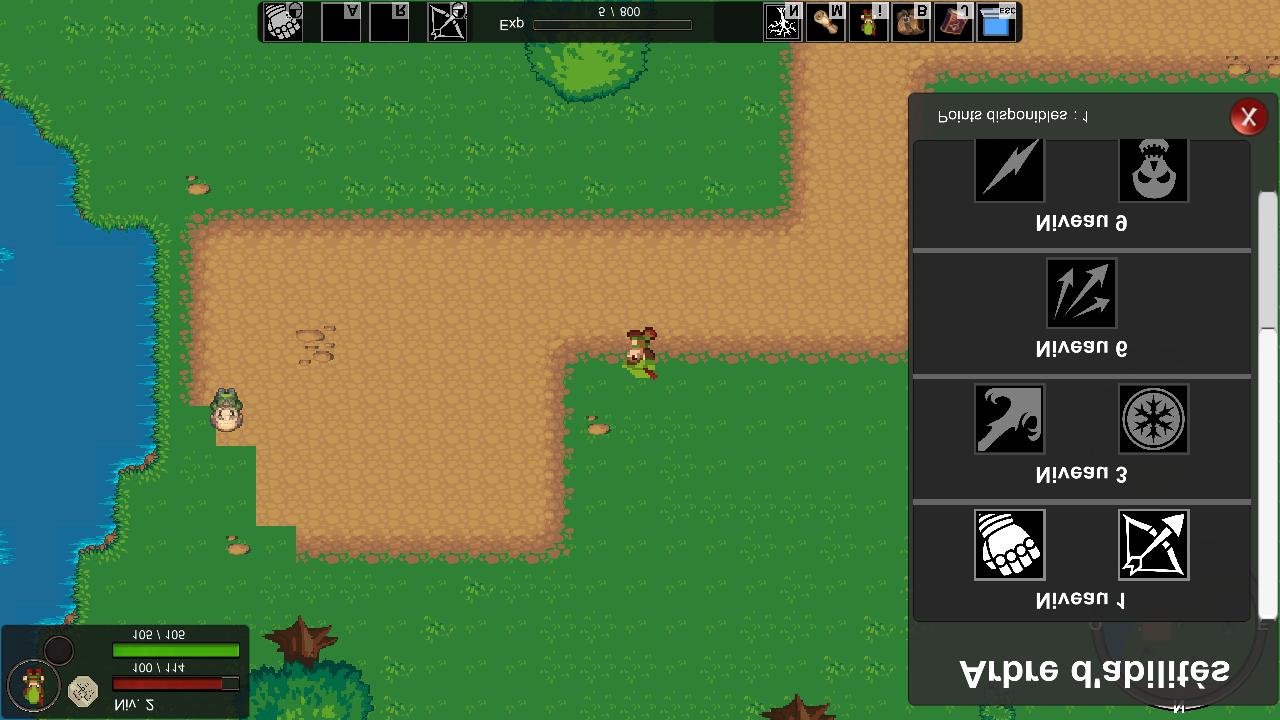 Niv. 2
100 / 114
105 / 105
N
Arbre d'abilités
Niveau 1
Niveau 3
Niveau 6
Niveau 9
Points disponibles : 1
X
A
R
Exp
5 / 800
N
M
I
B
J
esc